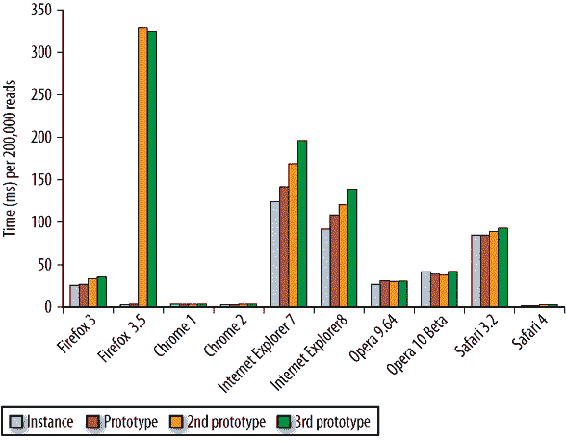 Time (ms) per 200,000 reads
350
300
250
200
150
100
50
0
Firefox 3
Firefox 3.5
Chrome 1
Chrome 2
Internet Explorer 7
Internet Explorer8
Opera 9.64
Opera 10 Beta
Safari 3.2
Safari 4
Instance
Prototype
2nd prototype
3rd prototype